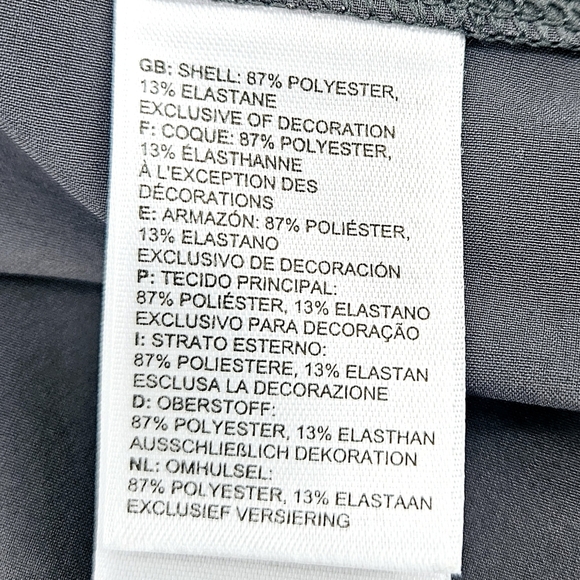 GB: SHELL: 87% POLYESTER,
13% ELASTANE
EXCLUSIVE OF DECORATION
F: COQUE: 87% POLYESTER,
13% ÉLASTHANNE
À L'EXCEPTION DES
DÉCORATIONS
E: ARMAZÓN: 87% POLIÉSTER,
13% ELASTANO
EXCLUSIVO DE DECORACIÓN
P: TECIDO PRINCIPAL:
87% POLIÉSTER, 13% ELASTANO
EXCLUSIVO PARA DECORAÇÃO
I: STRATO ESTERNO:
87% POLIESTERE, 13% ELASTAN
ESCLUSA LA DECORAZIONE
D: OBERSTOFF:
87% POLYESTER, 13% ELASTHAN
AUSSCHLIEßLICH DEKORATION
NL: OMHULSEL:
87% POLYESTER, 13% ELASTAAN
EXCLUSIEF VERSIERING